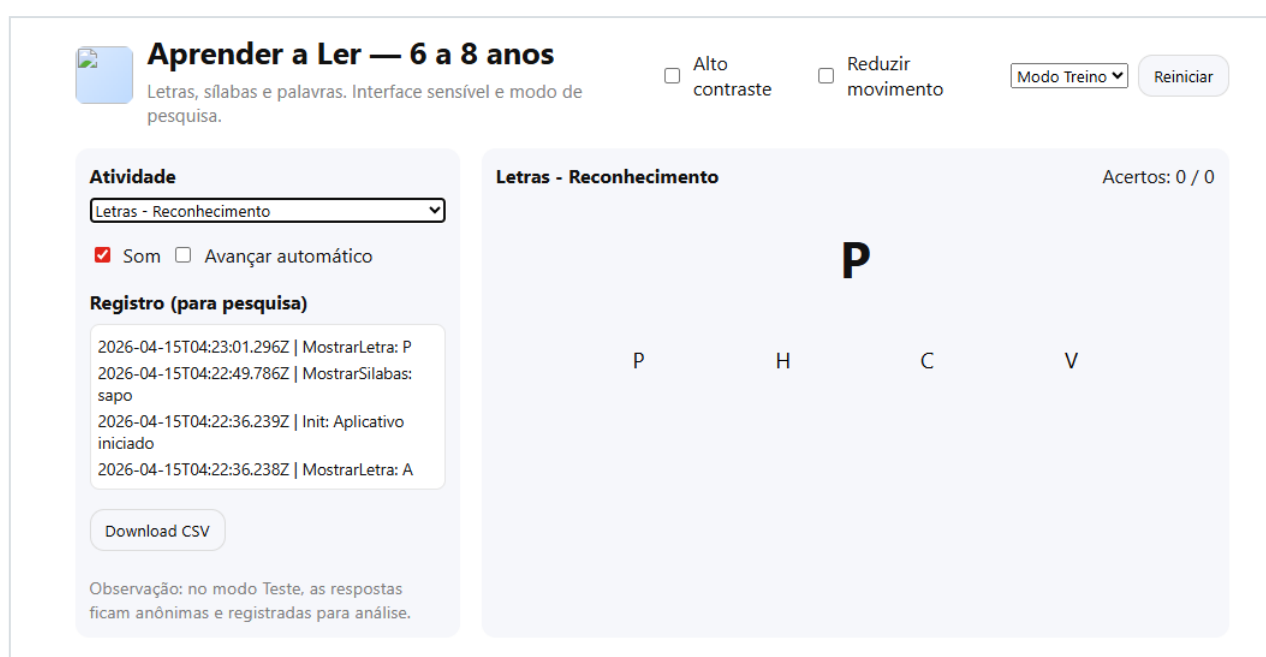 Aprender a Ler — 6 a 8 anos
Letras, sílabas e palavras. Interface sensível e modo de
pesquisa.
Alto
contraste
Reduzir
movimento
Modo Treino
Reiniciar
Atividade
Letras - Reconhecimento
Som
Avançar automático
Registro (para pesquisa)
2026-04-15T04:23:01.296Z | MostrarLetra: P
2026-04-15T04:22:49.786Z | MostrarSilabas:
sapo
2026-04-15T04:22:36.239Z | Init: Aplicativo
iniciado
2026-04-15T04:22:36.238Z | MostrarLetra: A
Download CSV
Observação: no modo Teste, as respostas
ficam anônimas e registradas para análise.
Letras - Reconhecimento
Acertos: 0 / 0
P
P H C V